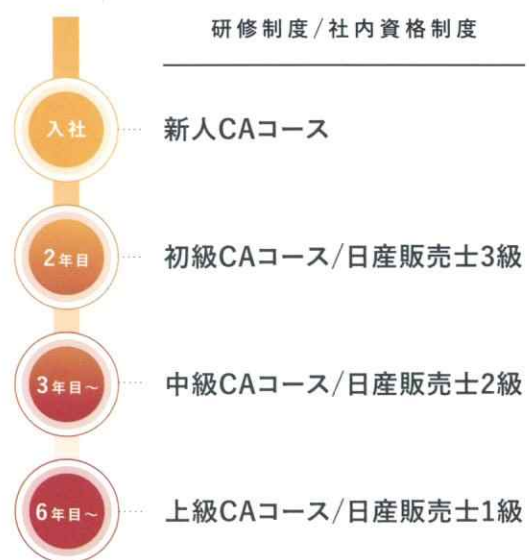 研修制度/社内資格制度
入社
新人CAコース
2年目
初級CAコース/日産販売士3級
3年目～
中級CAコース/日産販売士2級
6年目～
上級CAコース/日産販売士1級